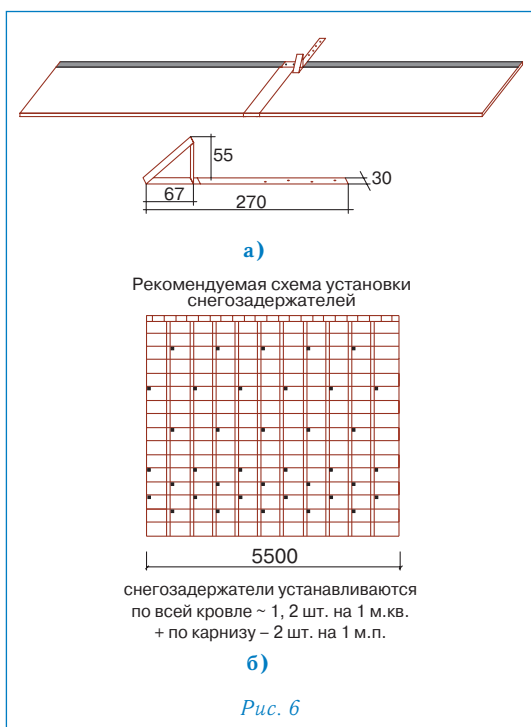 55
30
67
270
а)
Рекомендуемая схема установки
снегозадержателей
5500
снегозадержатели устанавливаются
по всей кровле ~ 1, 2 шт. на 1 м.кв.
+ по карнизу – 2 шт. на 1 м.п.
б)
Рис. 6